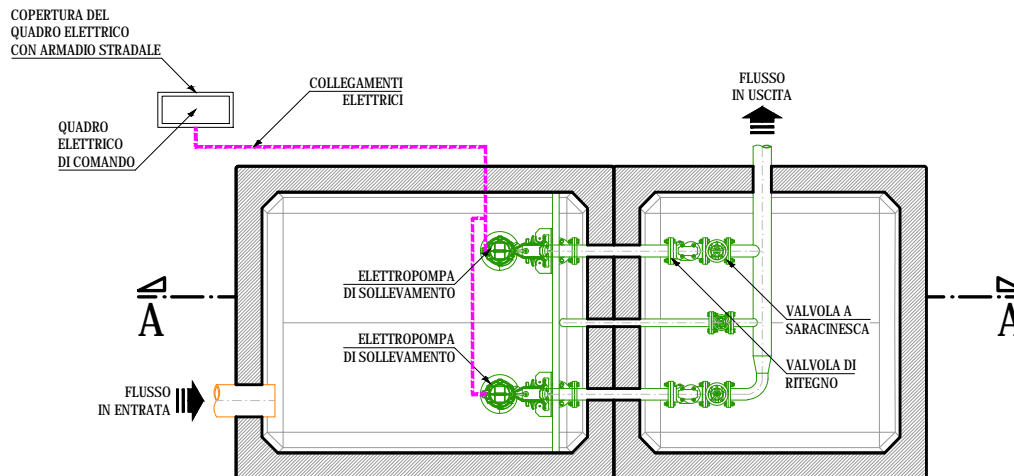 COPERTURA DEL
QUADRO ELETTRICO
CON ARMADIO STRADALE
COLLEGAMENTI
ELETTRICI
FLUSSO
IN USCITA
QUADRO
ELETTRICO
DI COMANDO
ELETTROPOMPA
DI SOLLEVAMENTO
A
A
VALVOLA A
SARACINESCA
ELETTROPOMPA
DI SOLLEVAMENTO
VALVOLA DI
RITEGNO
FLUSSO
IN ENTRATA